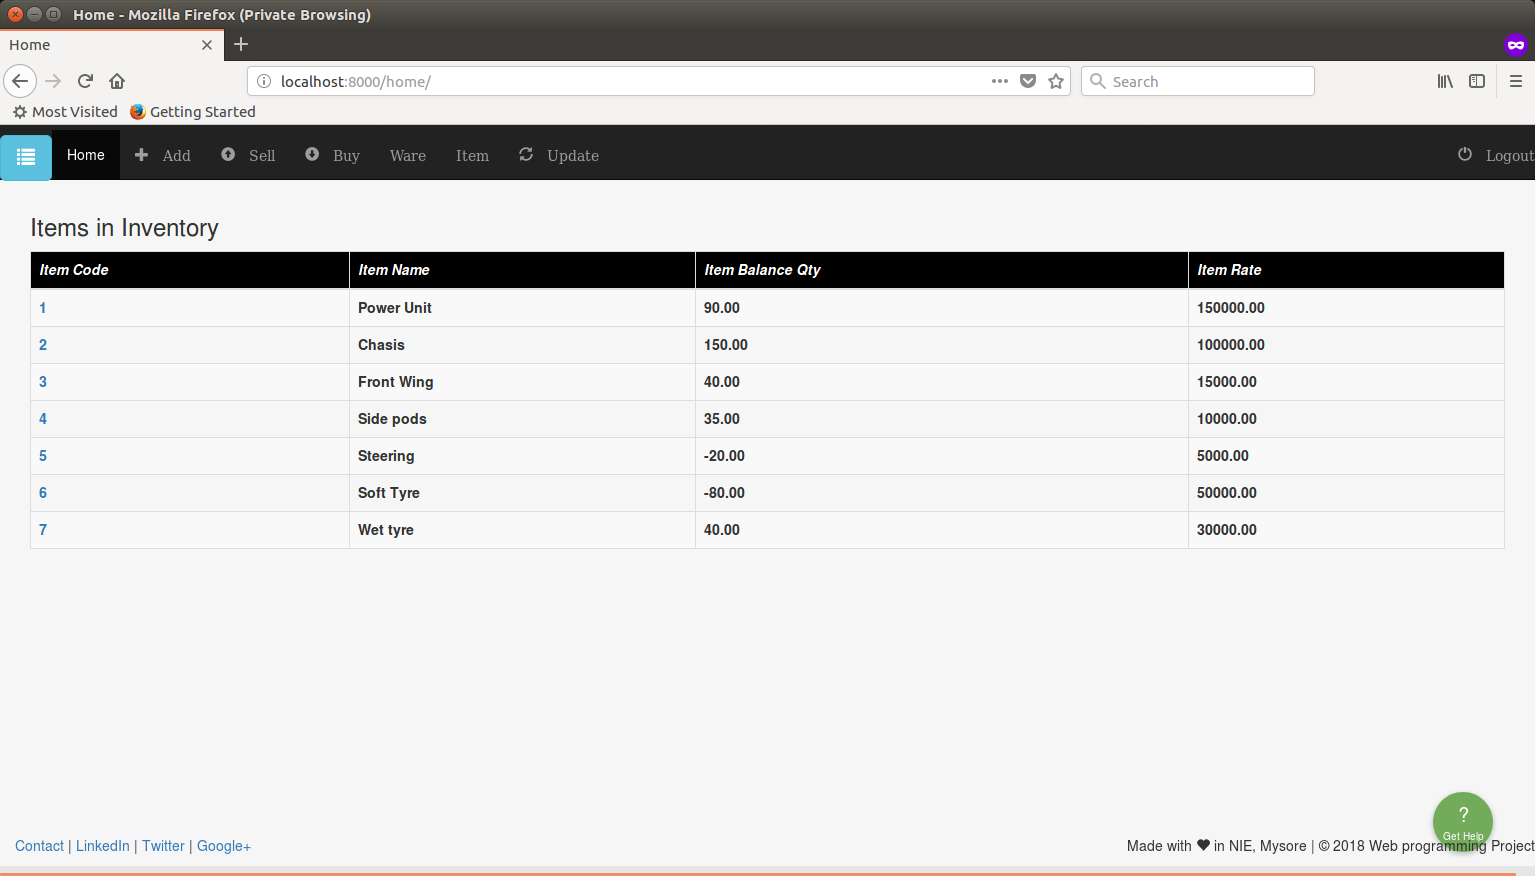 Home - Mozilla Firefox (Private Browsing)
Home
localhost:8000/home/
Search
Most Visited Getting Started
Home Add Sell Buy Ware Item Update Logout
Items in Inventory
Item Code Item Name Item Balance Qty Item Rate
1 Power Unit 90.00 150000.00
2 Chasis 150.00 100000.00
3 Front Wing 40.00 15000.00
4 Side pods 35.00 10000.00
5 Steering -20.00 5000.00
6 Soft Tyre -80.00 50000.00
7 Wet tyre 40.00 30000.00
?
Get Help
Contact | LinkedIn | Twitter | Google+ Made with ♥ in NIE, Mysore | © 2018 Web programming Project